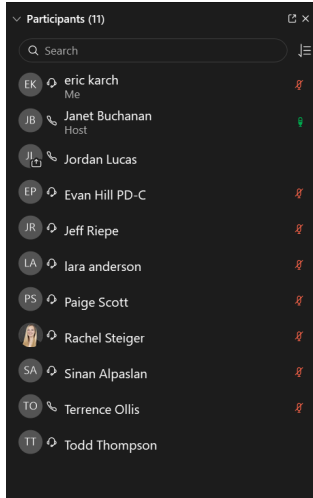 Participants (11)
Search
EK eric karch
Me
JB Janet Buchanan
Host
JL Jordan Lucas
EP Evan Hill PD-C
JR Jeff Riepe
LA lara anderson
PS Paige Scott
Rachel Steiger
SA Sinan Alpaslan
TO Terrence Ollis
TT Todd Thompson